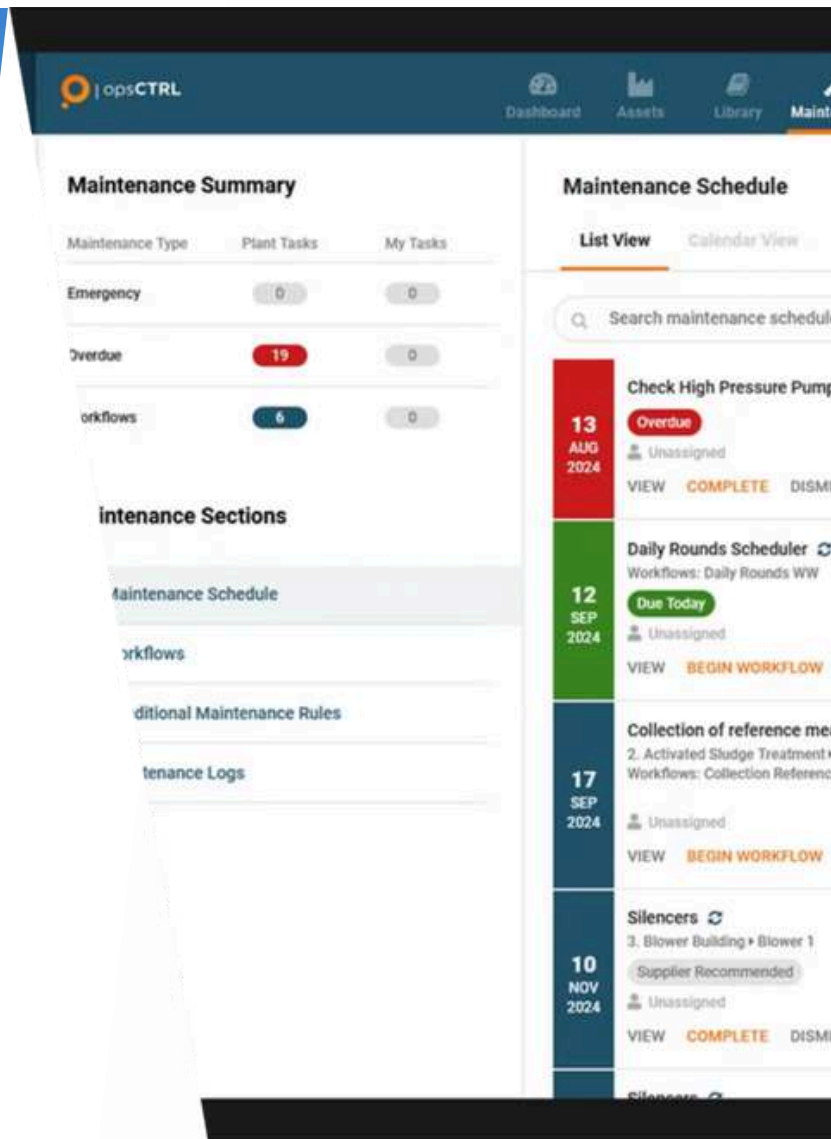 opsCTRL
Dashboard
Assets
Library
Maint
Maintenance Summary
Maintenance Type Plant Tasks My Tasks
Emergency 0 0
Overdue 19 0
orkflows 6 0
intenance Sections
Maintenance Schedule
orkflows
ditional Maintenance Rules
tenance Logs
Maintenance Schedule
List View Calendar View
Search maintenance schedule
13
AUG
2024
Check High Pressure Pump
Overdue
Unassigned
VIEW COMPLETE DISMI
12
SEP
2024
Daily Rounds Scheduler
Workflows: Daily Rounds WW
Due Today
Unassigned
VIEW BEGIN WORKFLOW
17
SEP
2024
Collection of reference mea
2. Activated Sludge Treatment
Workflows: Collection Referenc
Unassigned
VIEW BEGIN WORKFLOW
10
NOV
2024
Silencers
3. Blower Building ▸ Blower 1
Supplier Recommended
Unassigned
VIEW COMPLETE DISMI
Silencers